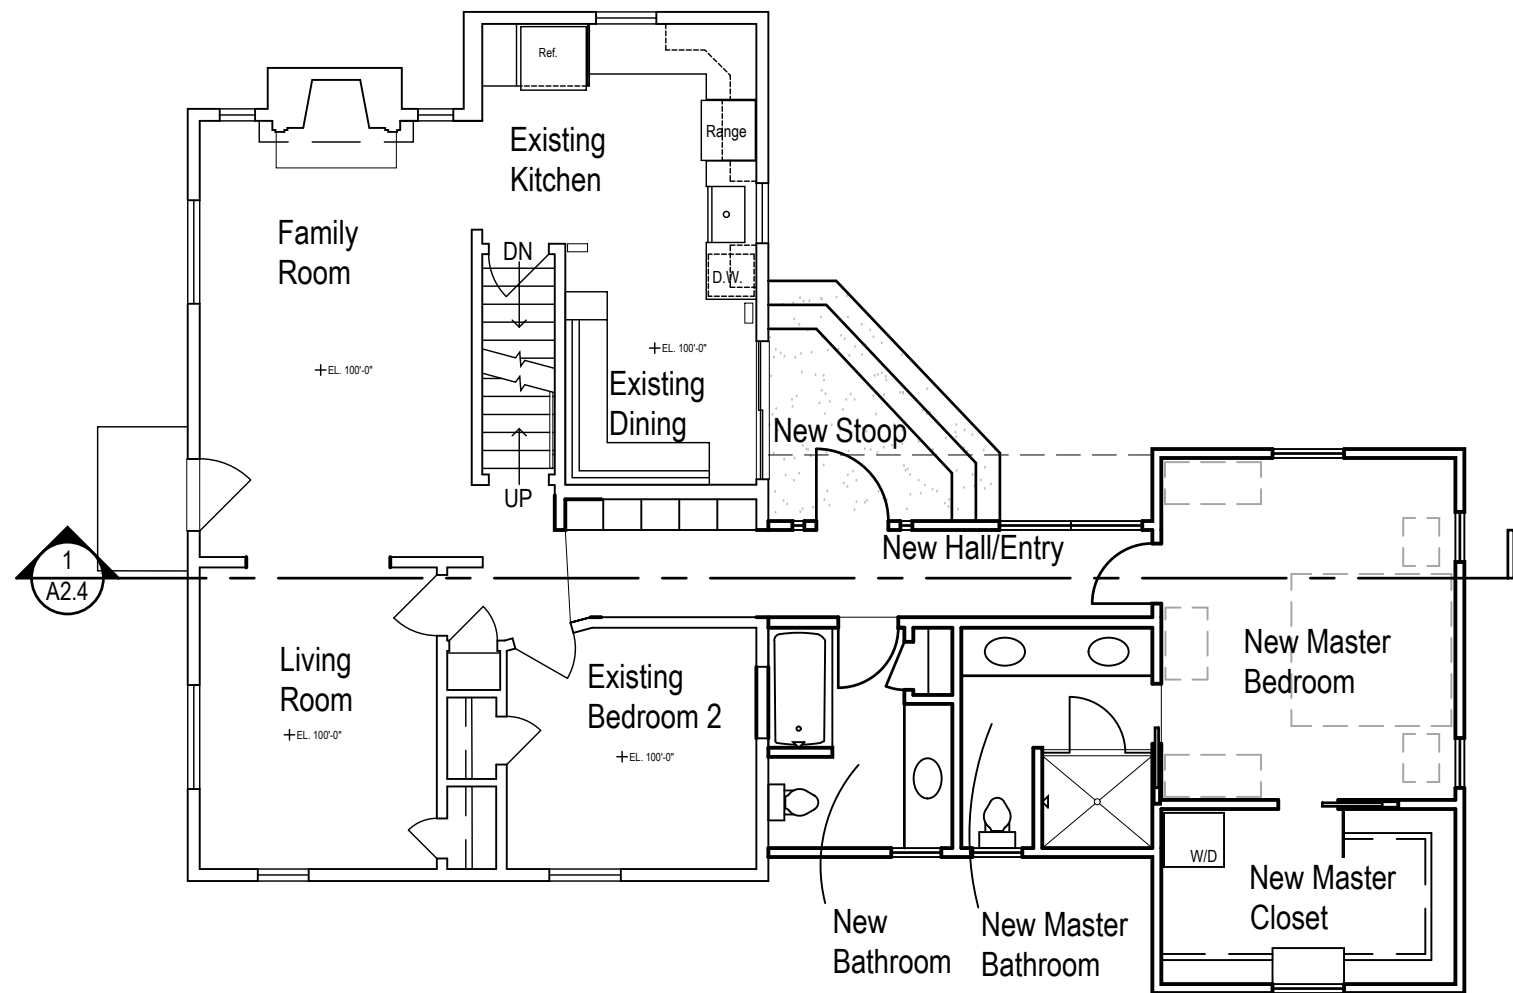 Ref.
Existing
Kitchen
Range
Family
Room
DN
D.W.
EL. 100'-0"
EL. 100'-0"
Existing
Dining
New Stoop
UP
New Hall/Entry
1
A2.4
Living
Room
EL. 100'-0"
Existing
Bedroom 2
EL. 100'-0"
New Master
Bedroom
W/D
New Master
Closet
New
Bathroom
New Master
Bathroom